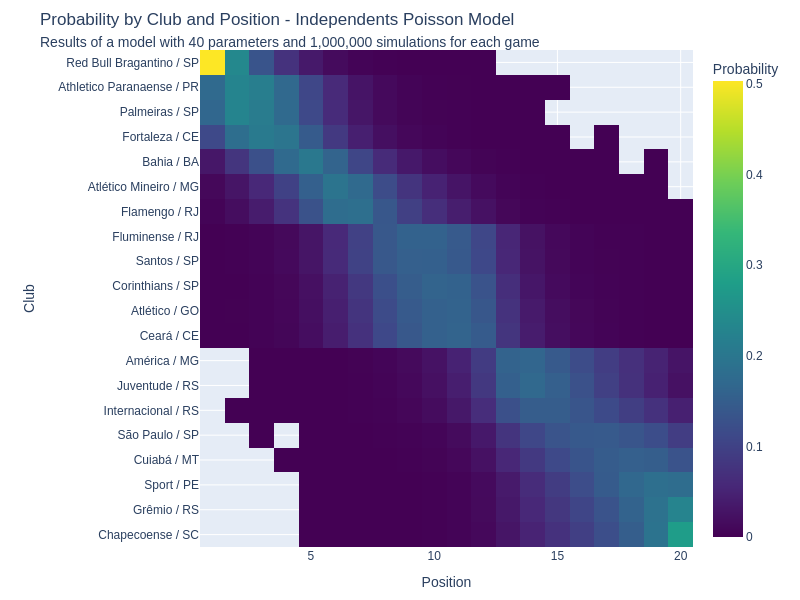 Probability by Club and Position - Independents Poisson Model
Results of a model with 40 parameters and 1,000,000 simulations for each game
Probability
Club
Red Bull Bragantino / SP
Athletico Paranaense / PR
Palmeiras / SP
Fortaleza / CE
Bahia / BA
Atlético Mineiro / MG
Flamengo / RJ
Fluminense / RJ
Santos / SP
Corinthians / SP
Atlético / GO
Ceará / CE
América / MG
Juventude / RS
Internacional / RS
São Paulo / SP
Cuiabá / MT
Sport / PE
Grêmio / RS
Chapecoense / SC
0.5
0.4
0.3
0.2
0.1
0
5 10 15 20
Position